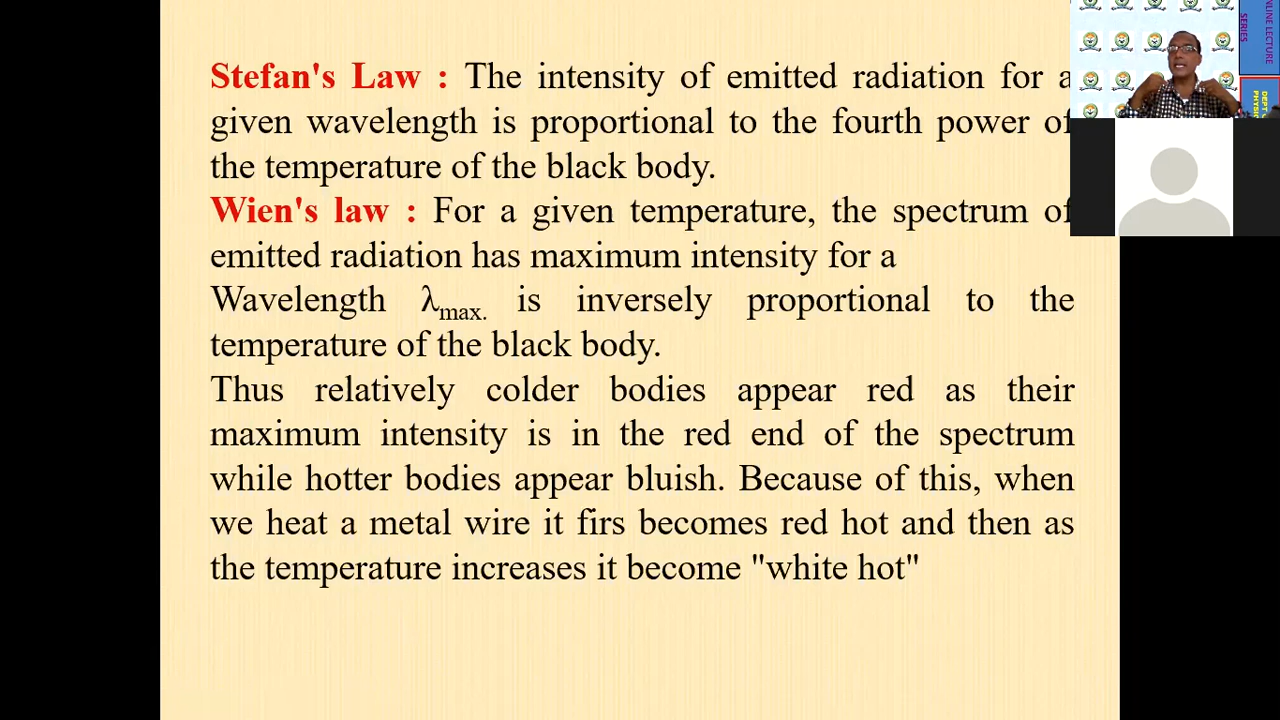 Stefan's Law : The intensity of emitted radiation for a
given wavelength is proportional to the fourth power of
the temperature of the black body.
Wien's law : For a given temperature, the spectrum of
emitted radiation has maximum intensity for a
Wavelength λmax. is inversely proportional to the
temperature of the black body.
Thus relatively colder bodies appear red as their
maximum intensity is in the red end of the spectrum
while hotter bodies appear bluish. Because of this, when
we heat a metal wire it firs becomes red hot and then as
the temperature increases it become "white hot"
NLINE LECTURE
SERIES